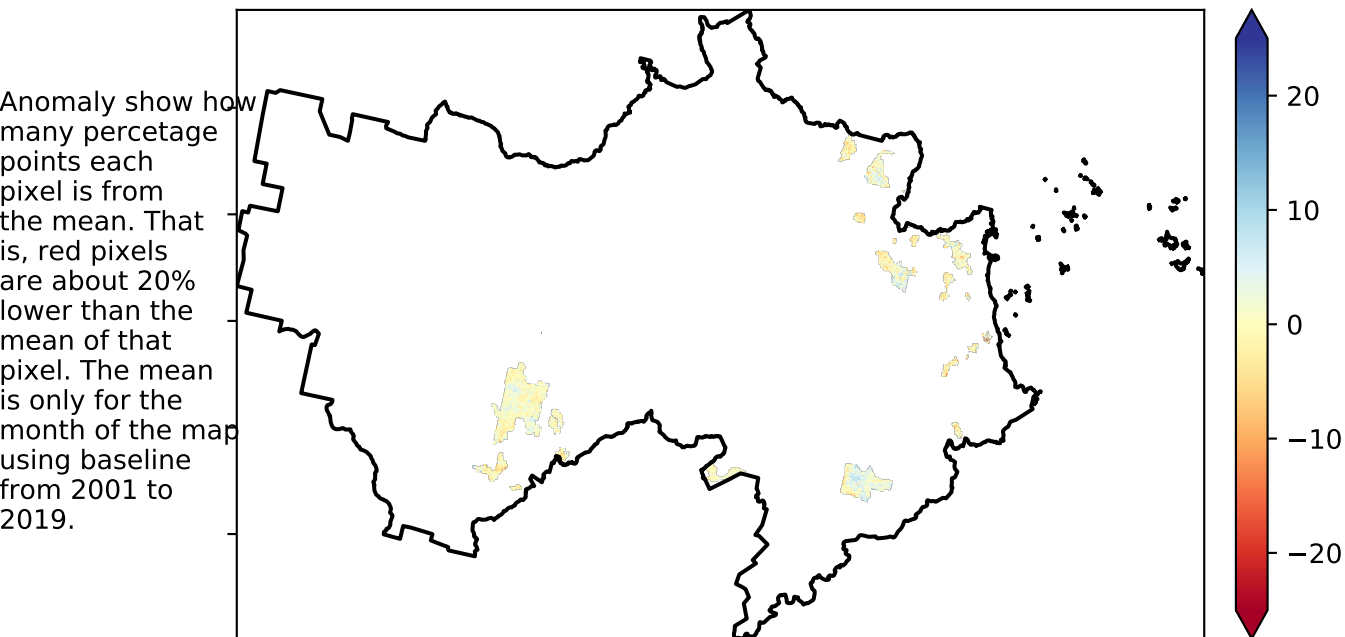 Anomaly show how
many percetage
points each
pixel is from
the mean. That
is, red pixels
are about 20%
lower than the
mean of that
pixel. The mean
is only for the
month of the map
using baseline
from 2001 to
2019.
20
10
0
−10
−20